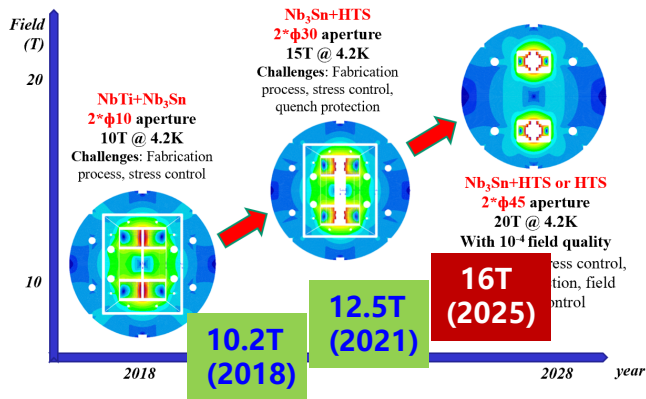 Field
(T)
20
10
NbTi+Nb₃Sn
2*ф10 aperture
10T @ 4.2K
Challenges: Fabrication
process, stress control
Nb₃Sn+HTS
2*ф30 aperture
15T @ 4.2K
Challenges: Fabrication
process, stress control,
quench protection
Nb₃Sn+HTS or HTS
2*ф45 aperture
20T @ 4.2K
With 10⁻⁴ field quality
ress control,
tion, field
ontrol
10.2T
(2018)
12.5T
(2021)
16T
(2025)
2018
2028
year